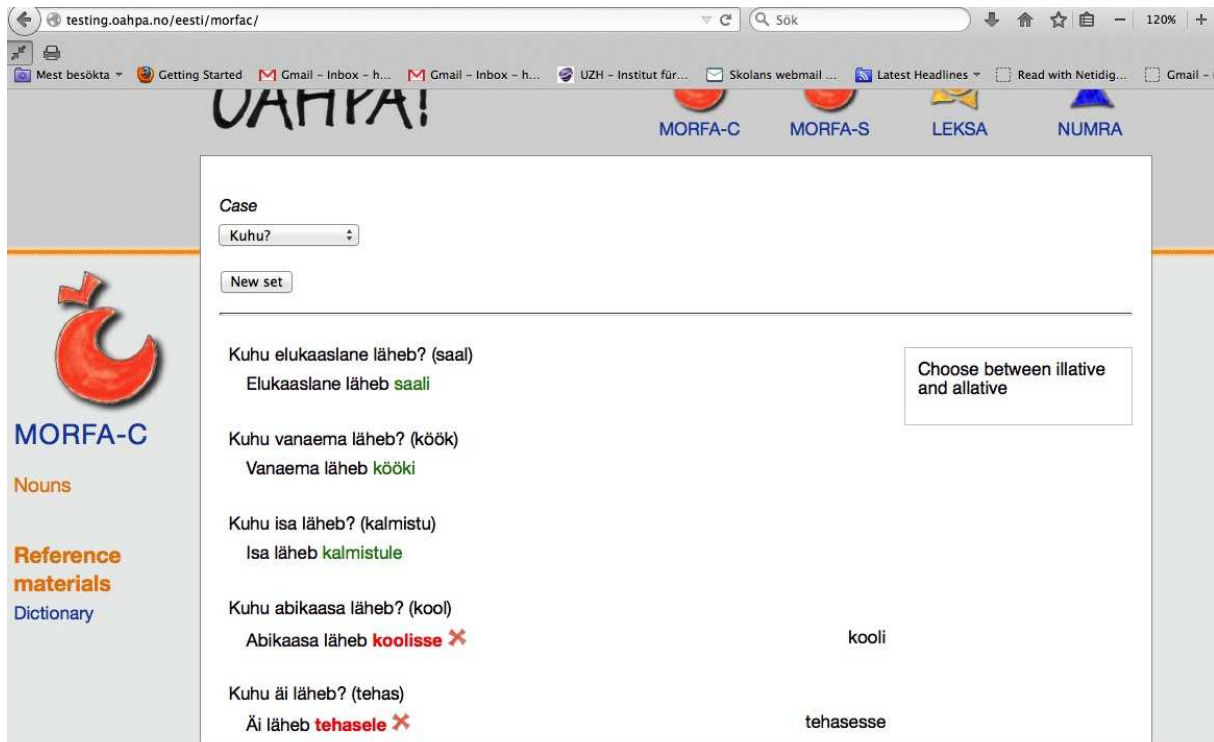 testing.oahpa.no/eesti/morfac/
Sök
120%
Mest besökta
Getting Started
Gmail – Inbox – h...
Gmail – Inbox – h...
UZH – Institut für...
Skolans webmail ...
Latest Headlines
Read with Netidig...
Gmail –
OAHPA!
MORFA-C
MORFA-S
LEKSA
NUMRA
Case
Kuhu?
New set
MORFA-C
Nouns
Reference
materials
Dictionary
Kuhu elukaaslane läheb? (saal)
Elukaaslane läheb saali
Choose between illative
and allative
Kuhu vanaema läheb? (köök)
Vanaema läheb kööki
Kuhu isa läheb? (kalmistu)
Isa läheb kalmistule
Kuhu abikaasa läheb? (kool)
Abikaasa läheb koolisse
kooli
Kuhu äi läheb? (tehas)
Äi läheb tehasele
tehasesse